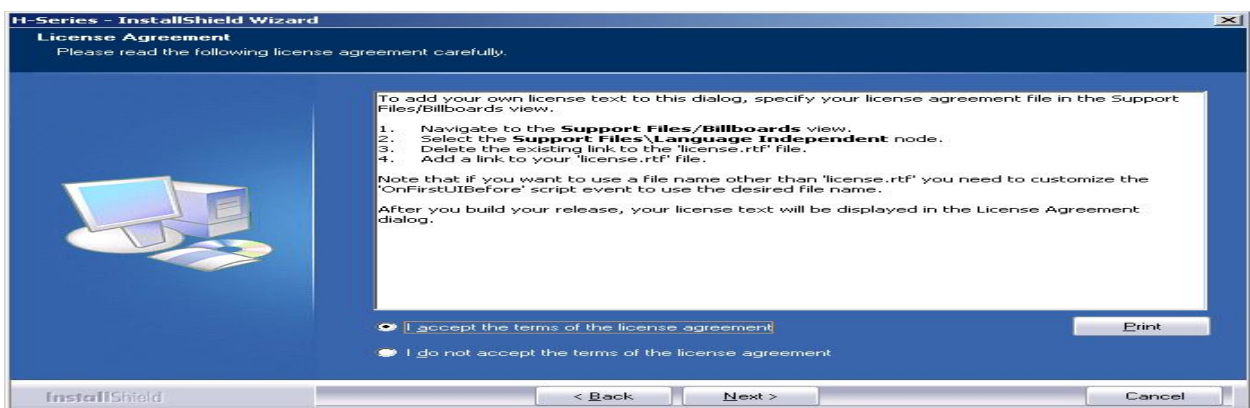 H-Series - InstallShield Wizard
License Agreement
Please read the following license agreement carefully.
To add your own license text to this dialog, specify your license agreement file in the Support
Files/Billboards view.
1. Navigate to the Support Files/Billboards view.
2. Select the Support Files\Language Independent node.
3. Delete the existing link to the 'license.rtf' file.
4. Add a link to your 'license.rtf' file.
Note that if you want to use a file name other than 'license.rtf' you need to customize the
'OnFirstUIBefore' script event to use the desired file name.
After you build your release, your license text will be displayed in the License Agreement
dialog.
I accept the terms of the license agreement
Print
I do not accept the terms of the license agreement
InstallShield
< Back
Next >
Cancel